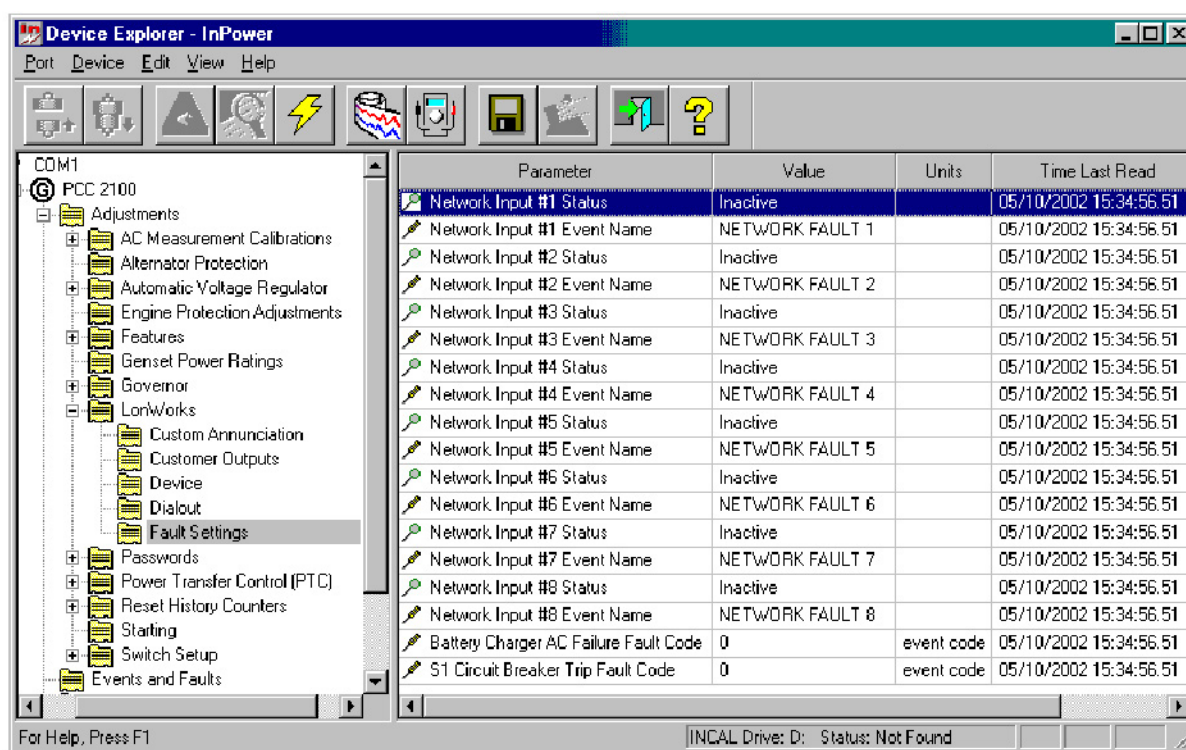 Device Explorer - InPower
Port Device Edit View Help
COM1
PCC 2100
Adjustments
AC Measurement Calibrations
Alternator Protection
Automatic Voltage Regulator
Engine Protection Adjustments
Features
Genset Power Ratings
Governor
LonWorks
Custom Annunciation
Customer Outputs
Device
Dialout
Fault Settings
Passwords
Power Transfer Control (PTC)
Reset History Counters
Starting
Switch Setup
Events and Faults
Parameter Value Units Time Last Read
Network Input #1 Status Inactive 05/10/2002 15:34:56.51
Network Input #1 Event Name NETWORK FAULT 1 05/10/2002 15:34:56.51
Network Input #2 Status Inactive 05/10/2002 15:34:56.51
Network Input #2 Event Name NETWORK FAULT 2 05/10/2002 15:34:56.51
Network Input #3 Status Inactive 05/10/2002 15:34:56.51
Network Input #3 Event Name NETWORK FAULT 3 05/10/2002 15:34:56.51
Network Input #4 Status Inactive 05/10/2002 15:34:56.51
Network Input #4 Event Name NETWORK FAULT 4 05/10/2002 15:34:56.51
Network Input #5 Status Inactive 05/10/2002 15:34:56.51
Network Input #5 Event Name NETWORK FAULT 5 05/10/2002 15:34:56.51
Network Input #6 Status Inactive 05/10/2002 15:34:56.51
Network Input #6 Event Name NETWORK FAULT 6 05/10/2002 15:34:56.51
Network Input #7 Status Inactive 05/10/2002 15:34:56.51
Network Input #7 Event Name NETWORK FAULT 7 05/10/2002 15:34:56.51
Network Input #8 Status Inactive 05/10/2002 15:34:56.51
Network Input #8 Event Name NETWORK FAULT 8 05/10/2002 15:34:56.51
Battery Charger AC Failure Fault Code 0 event code 05/10/2002 15:34:56.51
S1 Circuit Breaker Trip Fault Code 0 event code 05/10/2002 15:34:56.51
For Help, Press F1
INCAL Drive: D: Status: Not Found